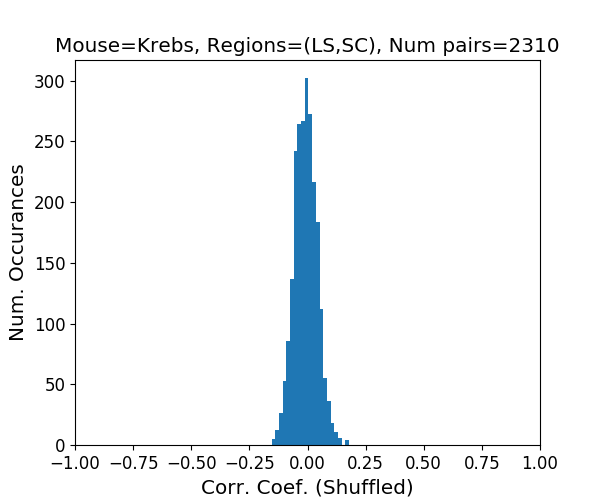 Mouse=Krebs, Regions=(LS,SC), Num pairs=2310
Num. Occurances
300
250
200
150
100
50
0
−1.00 −0.75 −0.50 −0.25 0.00 0.25 0.50 0.75 1.00
Corr. Coef. (Shuffled)